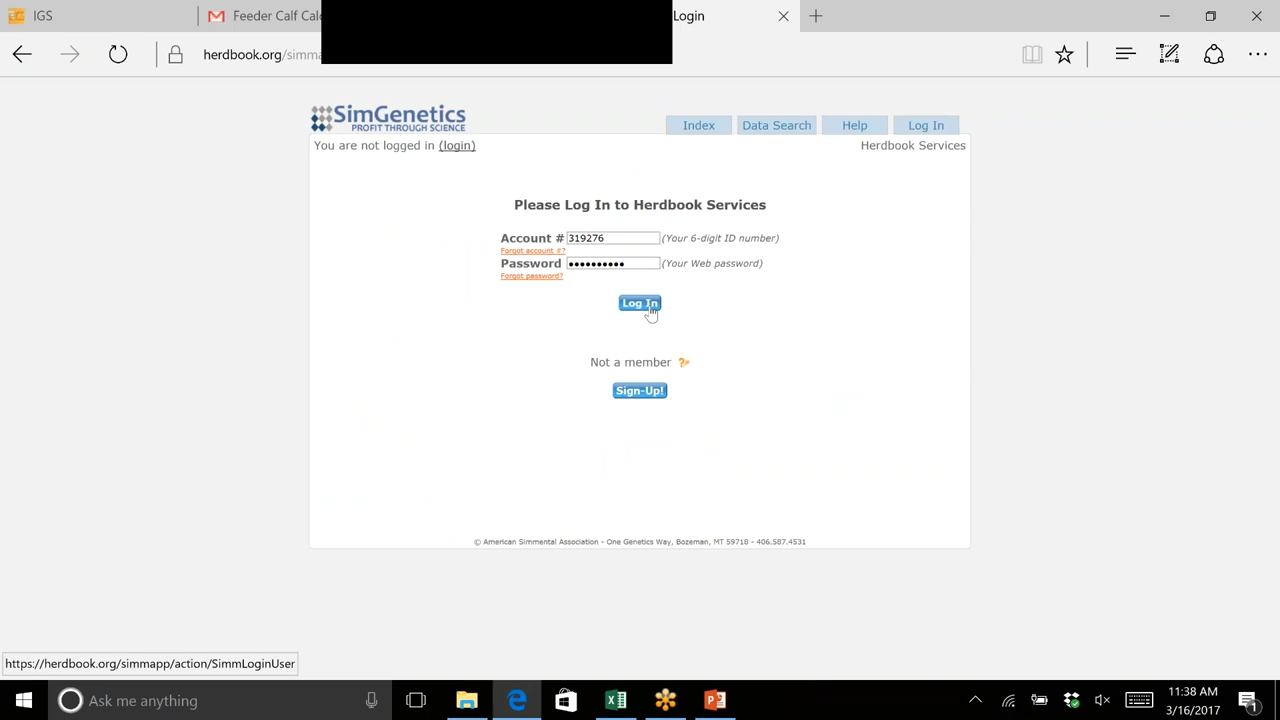 IGS
Feeder Calf Calc
Login
herdbook.org/simma
SimGenetics
PROFIT THROUGH SCIENCE
Index
Data Search
Help
Log In
You are not logged in (login)
Herdbook Services
Please Log In to Herdbook Services
Account # 319276 (Your 6-digit ID number)
Forgot account #?
Password •••••••••• (Your Web password)
Forgot password?
Log In
Not a member
Sign-Up!
© American Simmental Association - One Genetics Way, Bozeman, MT 59718 - 406.587.4531
https://herdbook.org/simmapp/action/SimmLoginUser
Ask me anything
11:38 AM
3/16/2017
1